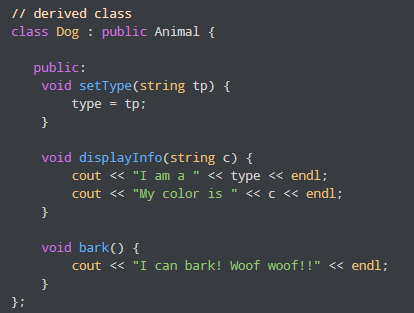 // derived class
class Dog : public Animal {

   public:
    void setType(string tp) {
        type = tp;
    }

    void displayInfo(string c) {
        cout << "I am a " << type << endl;
        cout << "My color is " << c << endl;
    }

    void bark() {
        cout << "I can bark! Woof woof!!" << endl;
    }
};